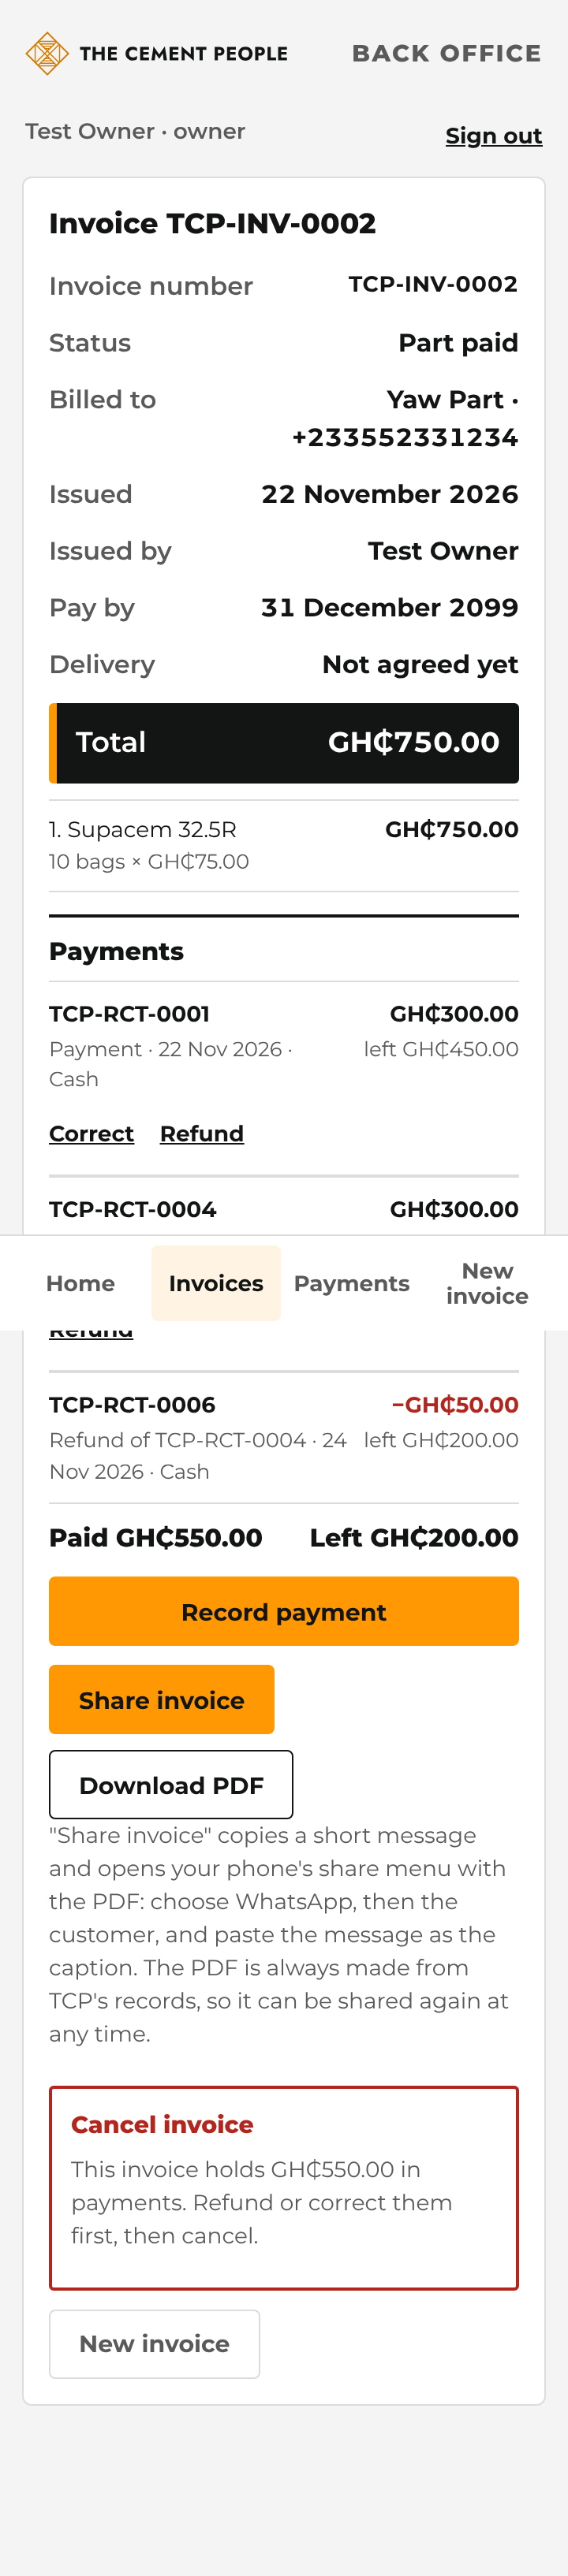 THE CEMENT PEOPLE
BACK OFFICE
Test Owner · owner
Sign out
Invoice TCP-INV-0002
Invoice number TCP-INV-0002
Status Part paid
Billed to Yaw Part ·
+233552331234
Issued 22 November 2026
Issued by Test Owner
Pay by 31 December 2099
Delivery Not agreed yet
Total GH₵750.00
1. Supacem 32.5R GH₵750.00
10 bags × GH₵75.00
Payments
TCP-RCT-0001 GH₵300.00
Payment · 22 Nov 2026 · left GH₵450.00
Cash
Correct Refund
TCP-RCT-0004 GH₵300.00
Home Invoices Payments New
invoice
Refund
TCP-RCT-0006 −GH₵50.00
Refund of TCP-RCT-0004 · 24 left GH₵200.00
Nov 2026 · Cash
Paid GH₵550.00 Left GH₵200.00
Record payment
Share invoice
Download PDF
"Share invoice" copies a short message
and opens your phone's share menu with
the PDF: choose WhatsApp, then the
customer, and paste the message as the
caption. The PDF is always made from
TCP's records, so it can be shared again at
any time.
Cancel invoice
This invoice holds GH₵550.00 in
payments. Refund or correct them
first, then cancel.
New invoice